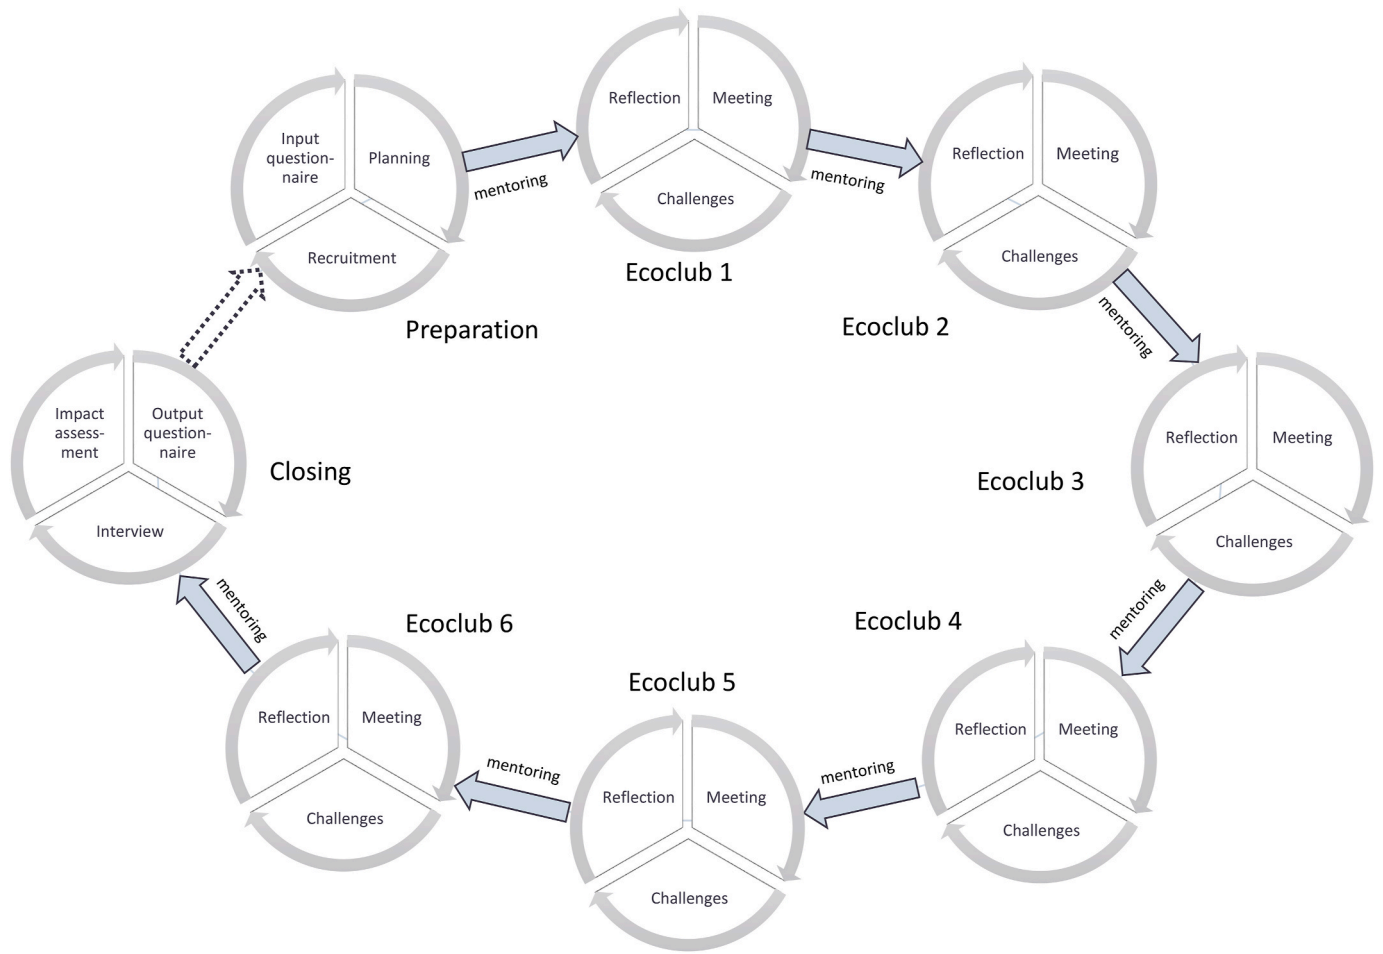 Reflection
Meeting
Challenges
Ecoclub 1
Input
question-
naire
Planning
Recruitment
Preparation
mentoring
mentoring
Reflection
Meeting
Challenges
Ecoclub 2
mentoring
Reflection
Meeting
Challenges
Ecoclub 3
mentoring
Ecoclub 4
Reflection
Meeting
Challenges
mentoring
Ecoclub 5
Reflection
Meeting
Challenges
mentoring
Ecoclub 6
Reflection
Meeting
Challenges
mentoring
Impact
assess-
ment
Output
question-
naire
Interview
Closing